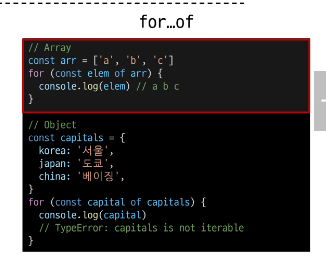 for...of
// Array
const arr = ['a', 'b', 'c']
for (const elem of arr) {
  console.log(elem) // a b c
}
// Object
const capitals = {
  korea: '서울',
  japan: '도쿄',
  china: '베이징',
}
for (const capital of capitals) {
  console.log(capital)
  // TypeError: capitals is not iterable
}